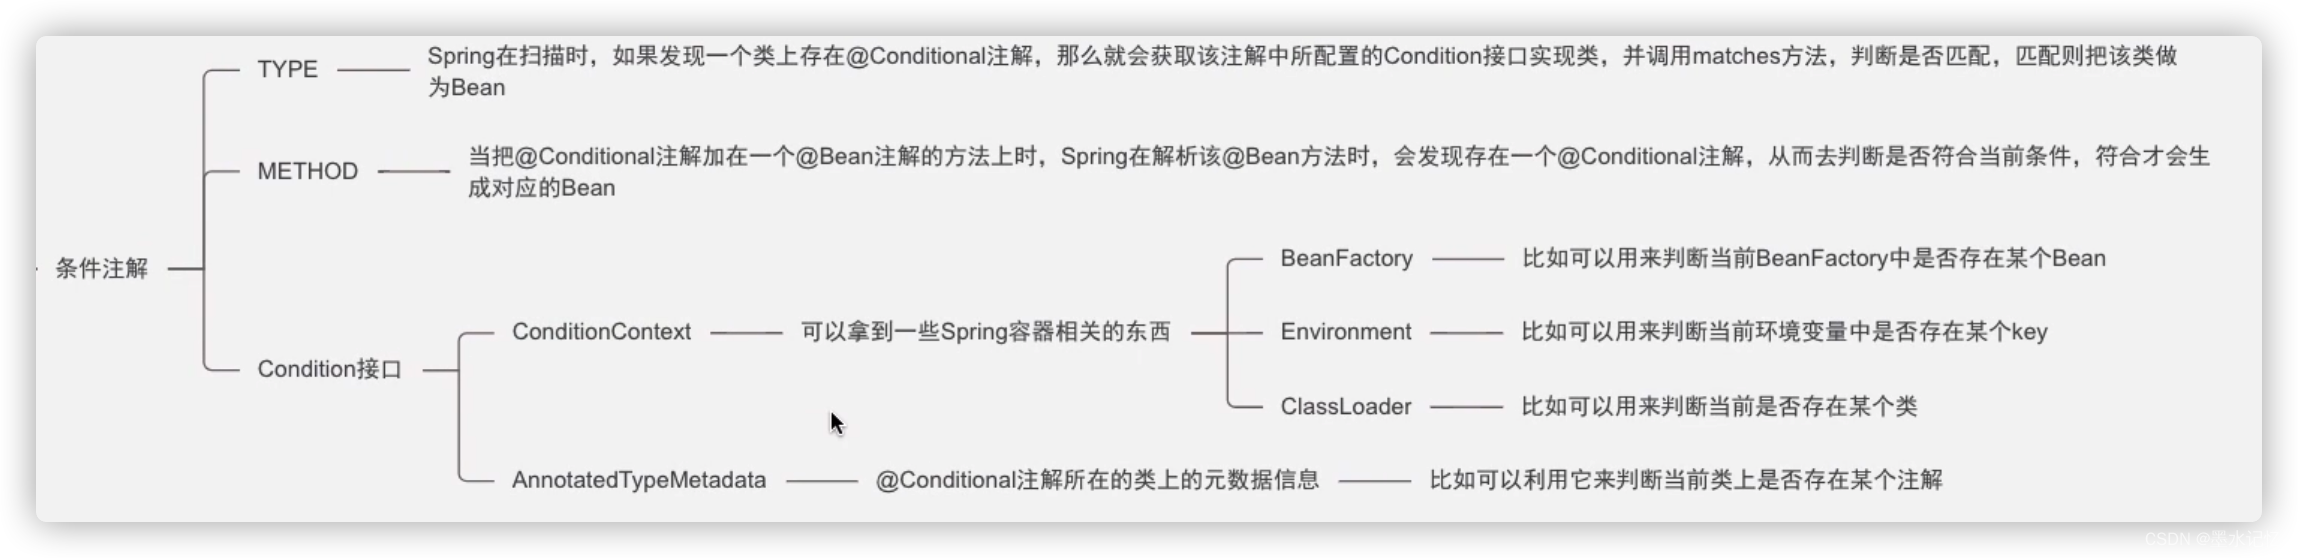 TYPE
Spring在扫描时，如果发现一个类上存在@Conditional注解，那么就会获取该注解中所配置的Condition接口实现类，并调用matches方法，判断是否匹配，匹配则把该类做
为Bean
METHOD
当把@Conditional注解加在一个@Bean注解的方法上时，Spring在解析该@Bean方法时，会发现存在一个@Conditional注解，从而去判断是否符合当前条件，符合才会生
成对应的Bean
条件注解
Condition接口
ConditionContext
可以拿到一些Spring容器相关的东西
BeanFactory
比如可以用来判断当前BeanFactory中是否存在某个Bean
Environment
比如可以用来判断当前环境变量中是否存在某个key
ClassLoader
比如可以用来判断当前是否存在某个类
AnnotatedTypeMetadata
@Conditional注解所在的类上的元数据信息
比如可以利用它来判断当前类上是否存在某个注解
CSDN